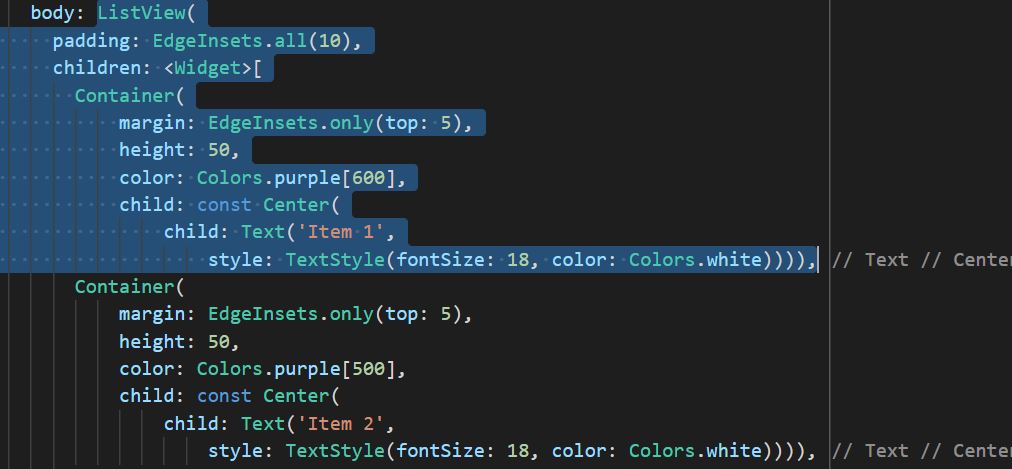 body: ListView(
padding: EdgeInsets.all(10),
children: <Widget>[
Container(
margin: EdgeInsets.only(top: 5),
height: 50,
color: Colors.purple[600],
child: const Center(
child: Text('Item 1',
style: TextStyle(fontSize: 18, color: Colors.white)))), // Text // Center
Container(
margin: EdgeInsets.only(top: 5),
height: 50,
color: Colors.purple[500],
child: const Center(
child: Text('Item 2',
style: TextStyle(fontSize: 18, color: Colors.white)))), // Text // Center